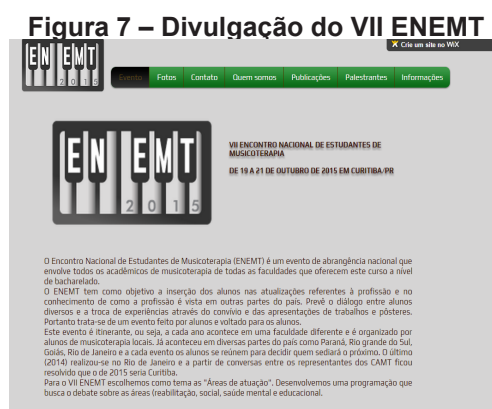 Figura 7 – Divulgação do VII ENEMT
X Crie um site no WiX
EN EMT
2015
Evento Fotos Contato Quem somos Publicações Palestrantes Informações
EN EMT
2015
VII ENCONTRO NACIONAL DE ESTUDANTES DE
MUSICOTERAPIA
DE 19 A 21 DE OUTUBRO DE 2015 EM CURITIBA/PR
O Encontro Nacional de Estudantes de Musicoterapia (ENEMT) é um evento de abrangência nacional que
envolve todos os acadêmicos de musicoterapia de todas as faculdades que oferecem este curso a nível
de bacharelado.
O ENEMT tem como objetivo a inserção dos alunos nas atualizações referentes à profissão e no
conhecimento de como a profissão é vista em outras partes do país. Prevê o diálogo entre alunos
diversos e a troca de experiências através do convívio e das apresentações de trabalhos e pôsteres.
Portanto trata-se de um evento feito por alunos e voltado para os alunos.
Este evento é itinerante, ou seja, a cada ano acontece em uma faculdade diferente e é organizado por
alunos de musicoterapia locais. Já aconteceu em diversas partes do país como Paraná, Rio grande do Sul,
Goiás, Rio de Janeiro e a cada evento os alunos se reúnem para decidir quem sediará o próximo. O último
(2014) realizou-se no Rio de Janeiro e a partir de conversas entre os representantes dos CAMT ficou
resolvido que o de 2015 seria Curitiba.
Para o VII ENEMT escolhemos como tema as "Áreas de atuação". Desenvolvemos uma programação que
busca o debate sobre as áreas (reabilitação, social, saúde mental e educacional.